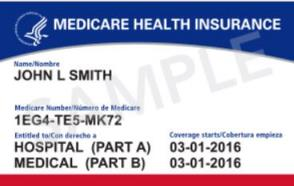 MEDICARE HEALTH INSURANCE
Name/Nombre
JOHN L SMITH
Medicare Number/Número de Medicare
1EG4-TE5-MK72
Entitled to/Con derecho a Coverage starts/Cobertura empieza
HOSPITAL (PART A) 03-01-2016
MEDICAL (PART B) 03-01-2016
SAMPLE